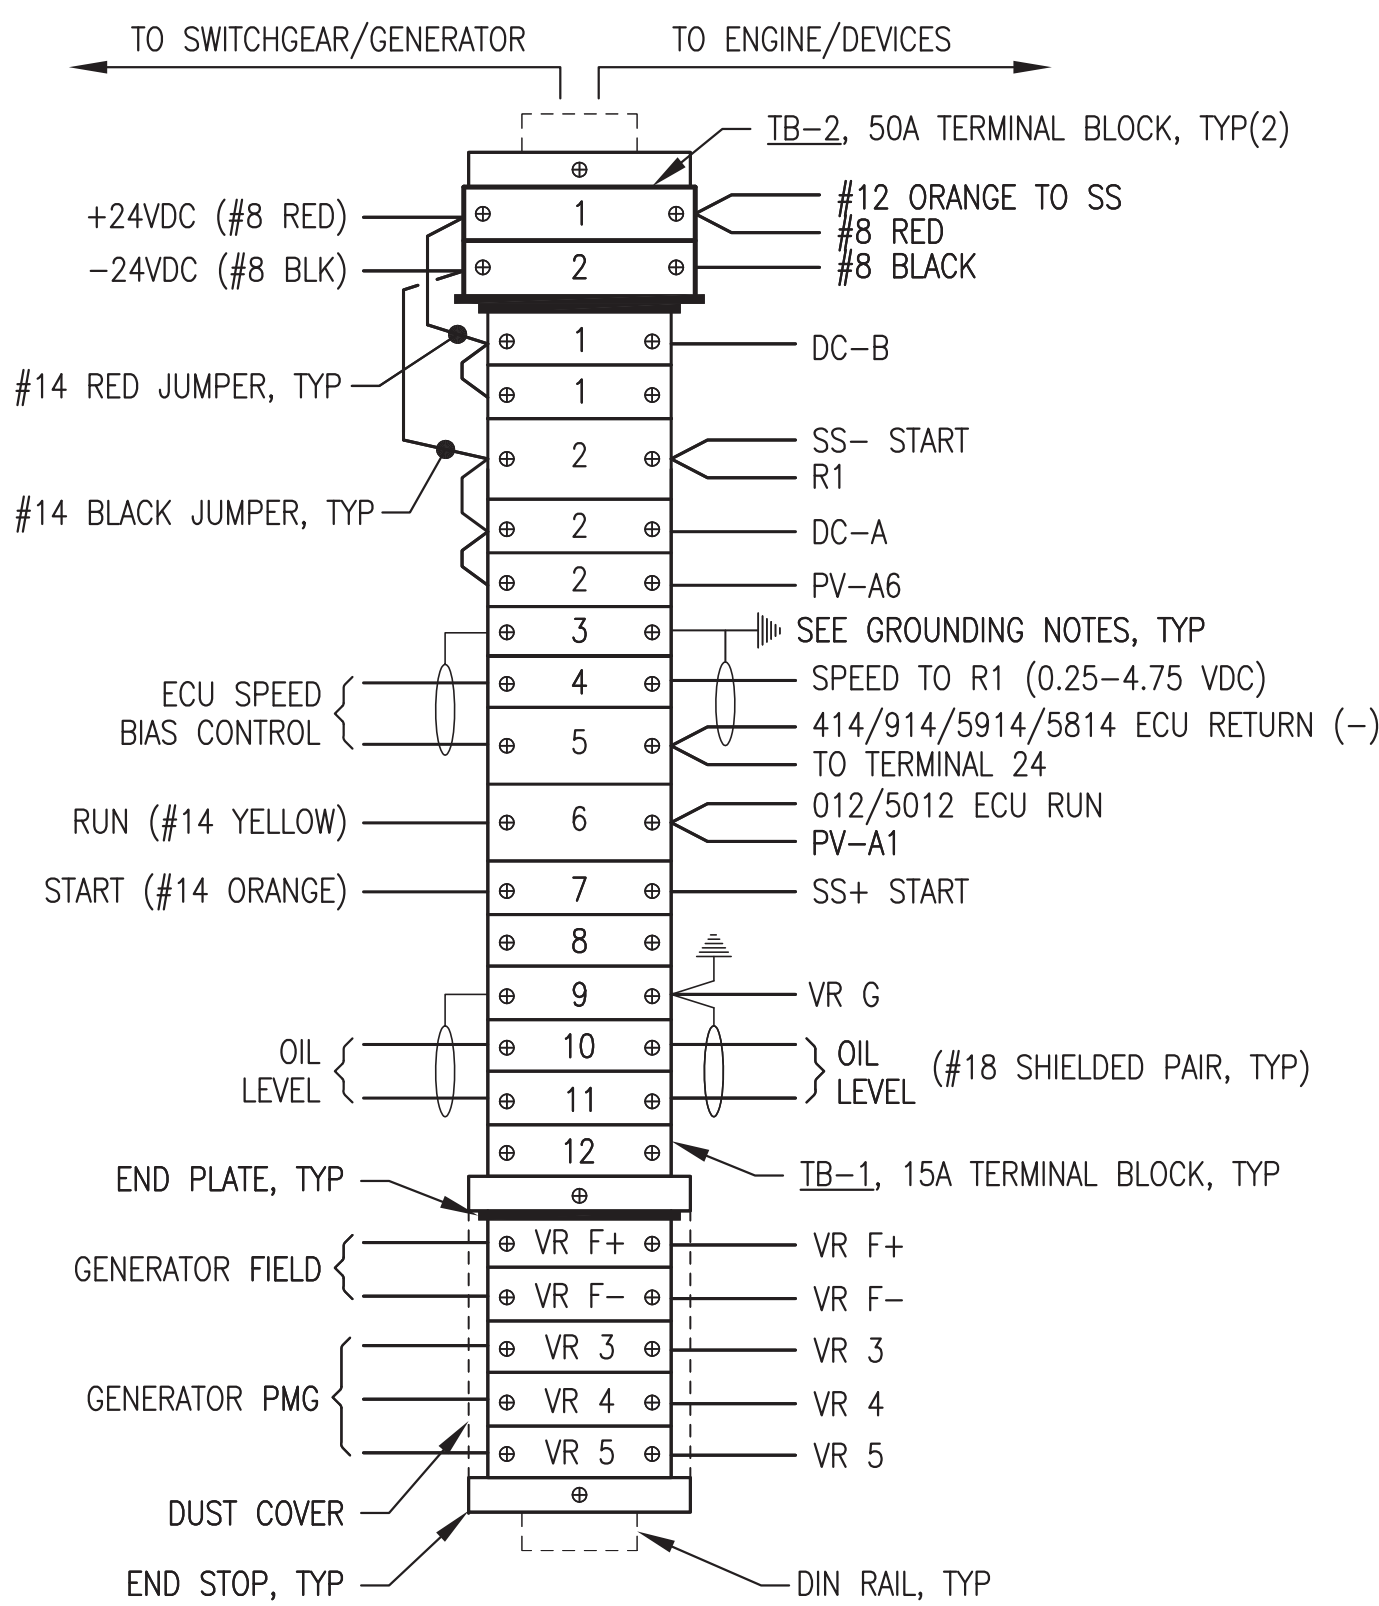 TO SWITCHGEAR/GENERATOR TO ENGINE/DEVICES
TB-2, 50A TERMINAL BLOCK, TYP(2)
+24VDC (#8 RED) 1 #12 ORANGE TO SS
#8 RED
-24VDC (#8 BLK) 2 #8 BLACK
1 DC-B
#14 RED JUMPER, TYP 1
2 SS- START
R1
#14 BLACK JUMPER, TYP
2 DC-A
2 PV-A6
3 SEE GROUNDING NOTES, TYP
4 SPEED TO R1 (0.25-4.75 VDC)
ECU SPEED
BIAS CONTROL
5 414/914/5914/5814 ECU RETURN (-)
TO TERMINAL 24
RUN (#14 YELLOW) 6 012/5012 ECU RUN
PV-A1
START (#14 ORANGE) 7 SS+ START
8
9 VR G
10
OIL
LEVEL
OIL
LEVEL
(#18 SHIELDED PAIR, TYP)
11
12
END PLATE, TYP TB-1, 15A TERMINAL BLOCK, TYP
VR F+ VR F+
GENERATOR FIELD
VR F- VR F-
VR 3 VR 3
GENERATOR PMG VR 4 VR 4
VR 5 VR 5
DUST COVER
END STOP, TYP DIN RAIL, TYP